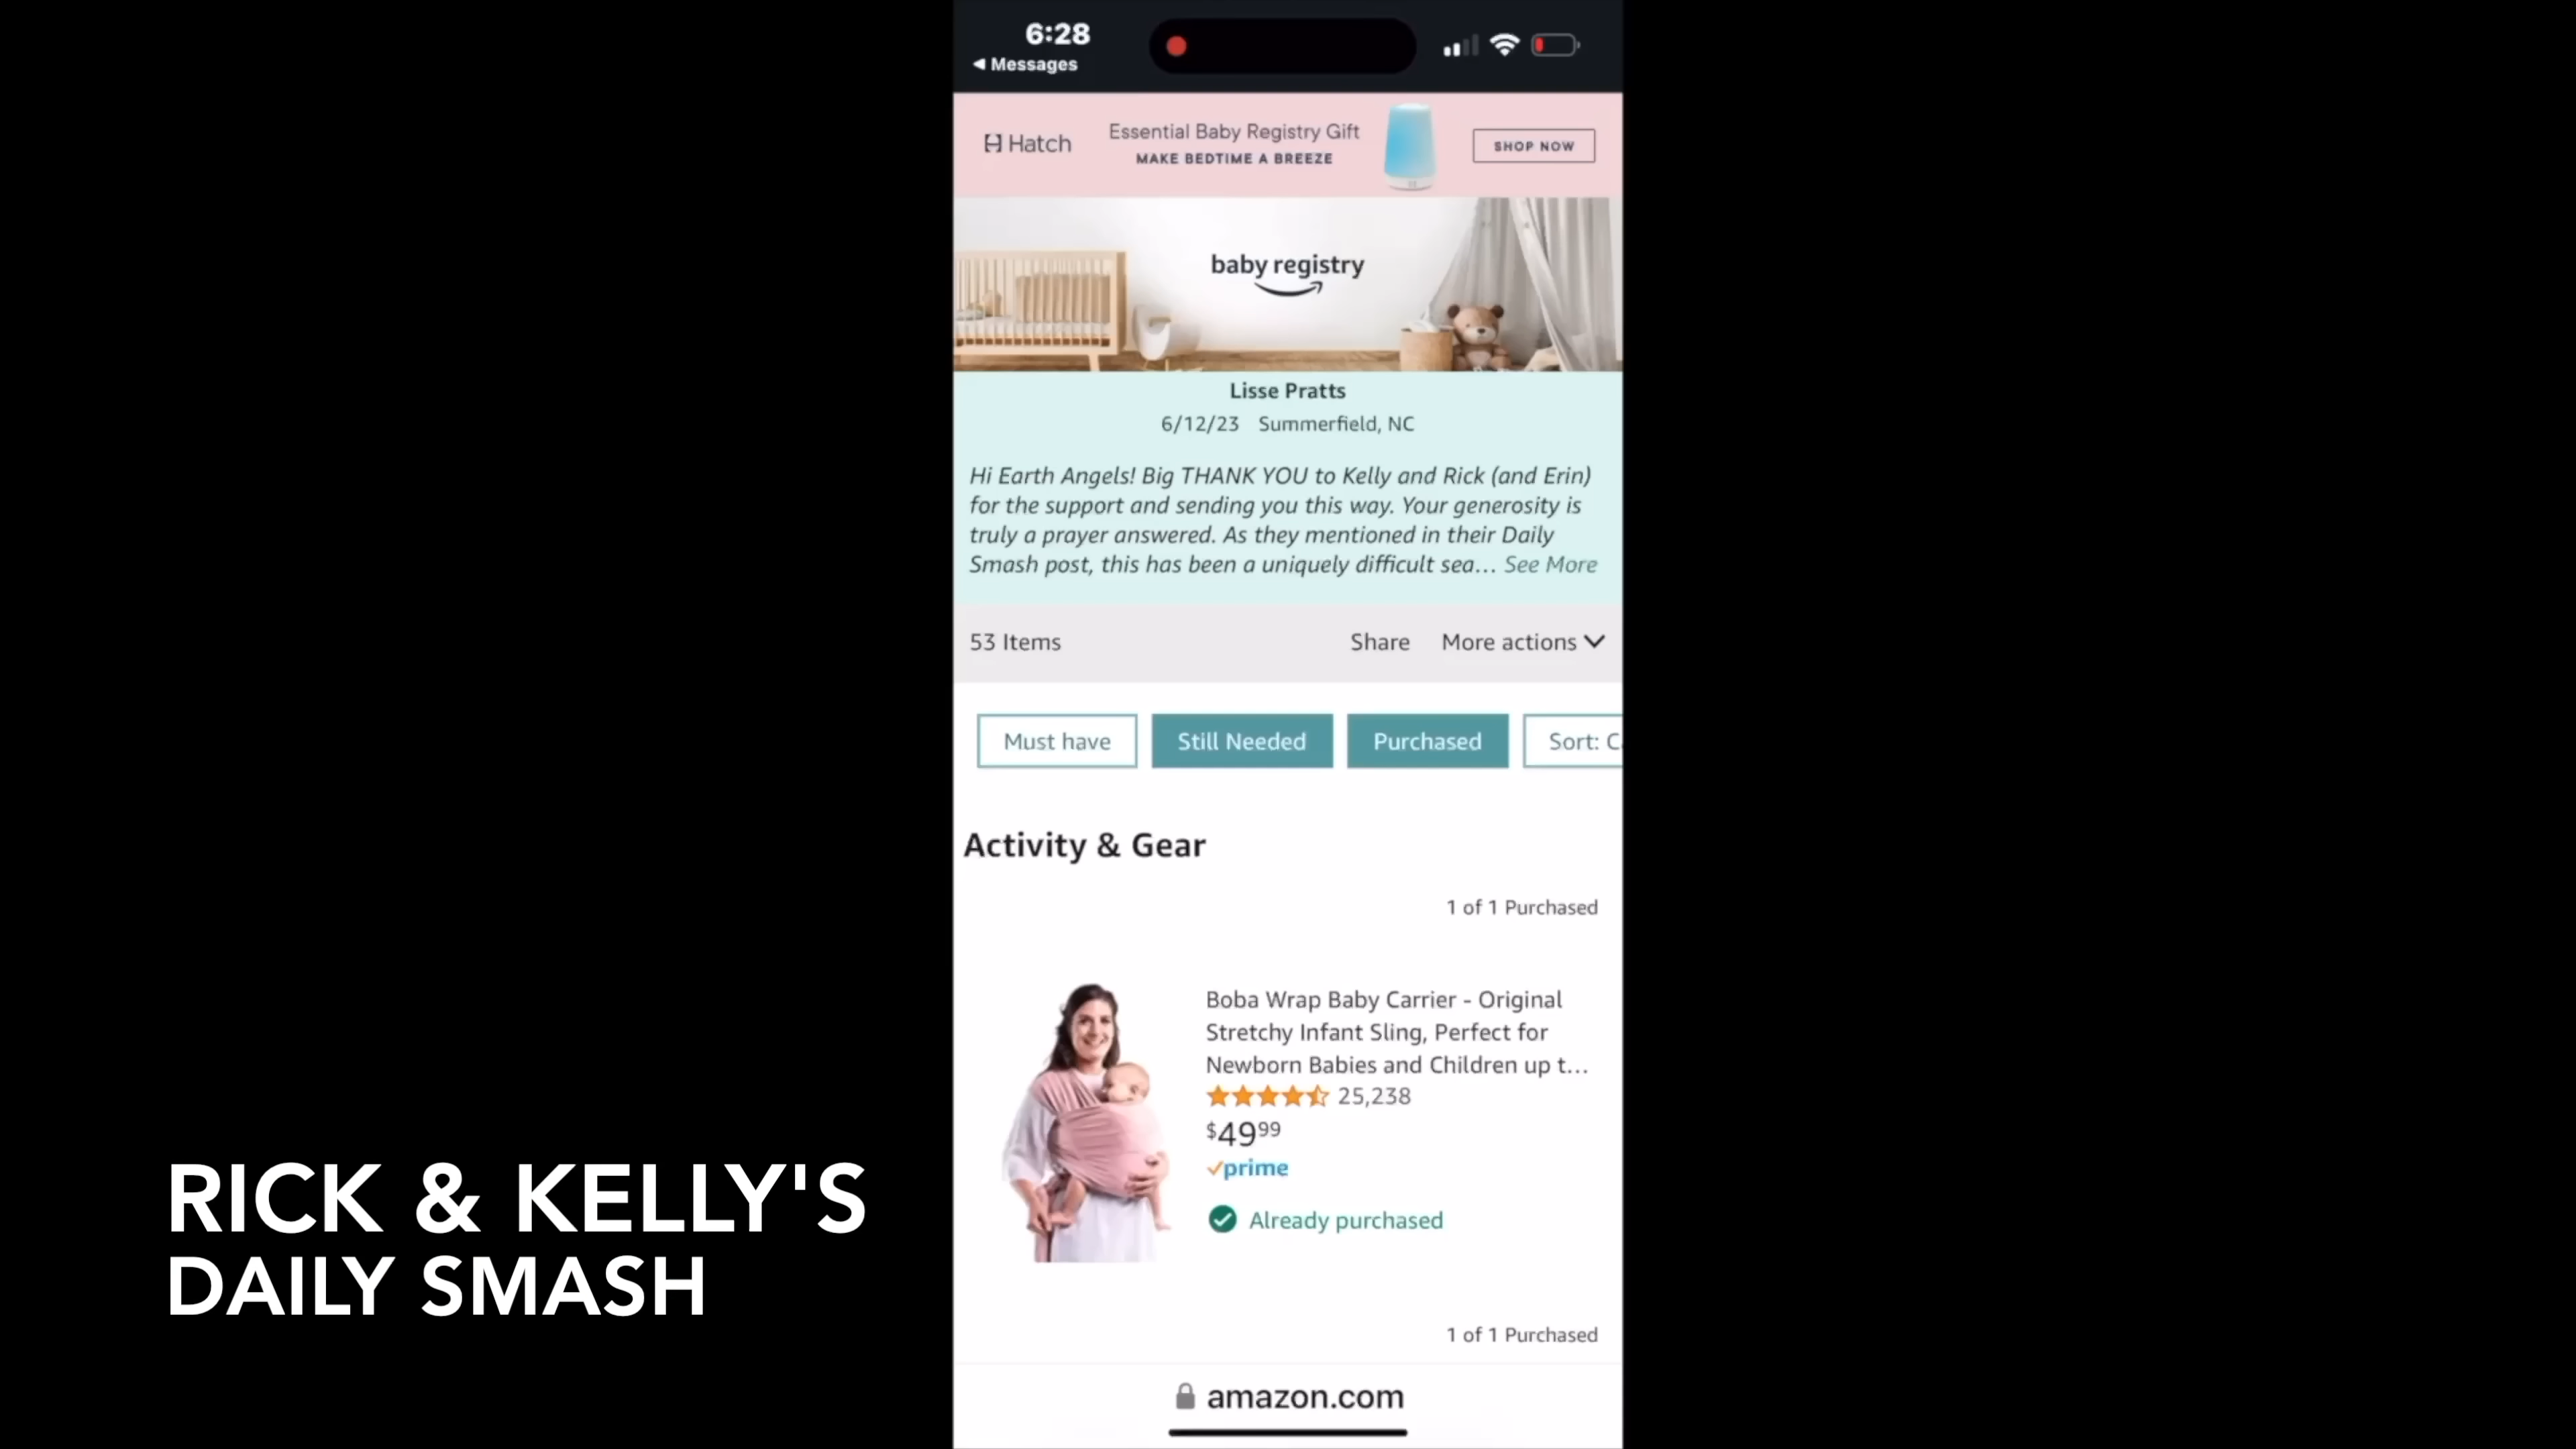 6:28
Messages
Hatch
Essential Baby Registry Gift
MAKE BEDTIME A BREEZE
SHOP NOW
baby registry
Lisse Pratts
6/12/23 Summerfield, NC
Hi Earth Angels! Big THANK YOU to Kelly and Rick (and Erin)
for the support and sending you this way. Your generosity is
truly a prayer answered. As they mentioned in their Daily
Smash post, this has been a uniquely difficult sea... See More
53 Items Share More actions
Must have Still Needed Purchased Sort: C
Activity & Gear
1 of 1 Purchased
Boba Wrap Baby Carrier - Original
Stretchy Infant Sling, Perfect for
Newborn Babies and Children up t...
25,238
$49 99
prime
Already purchased
1 of 1 Purchased
amazon.com
RICK & KELLY'S
DAILY SMASH